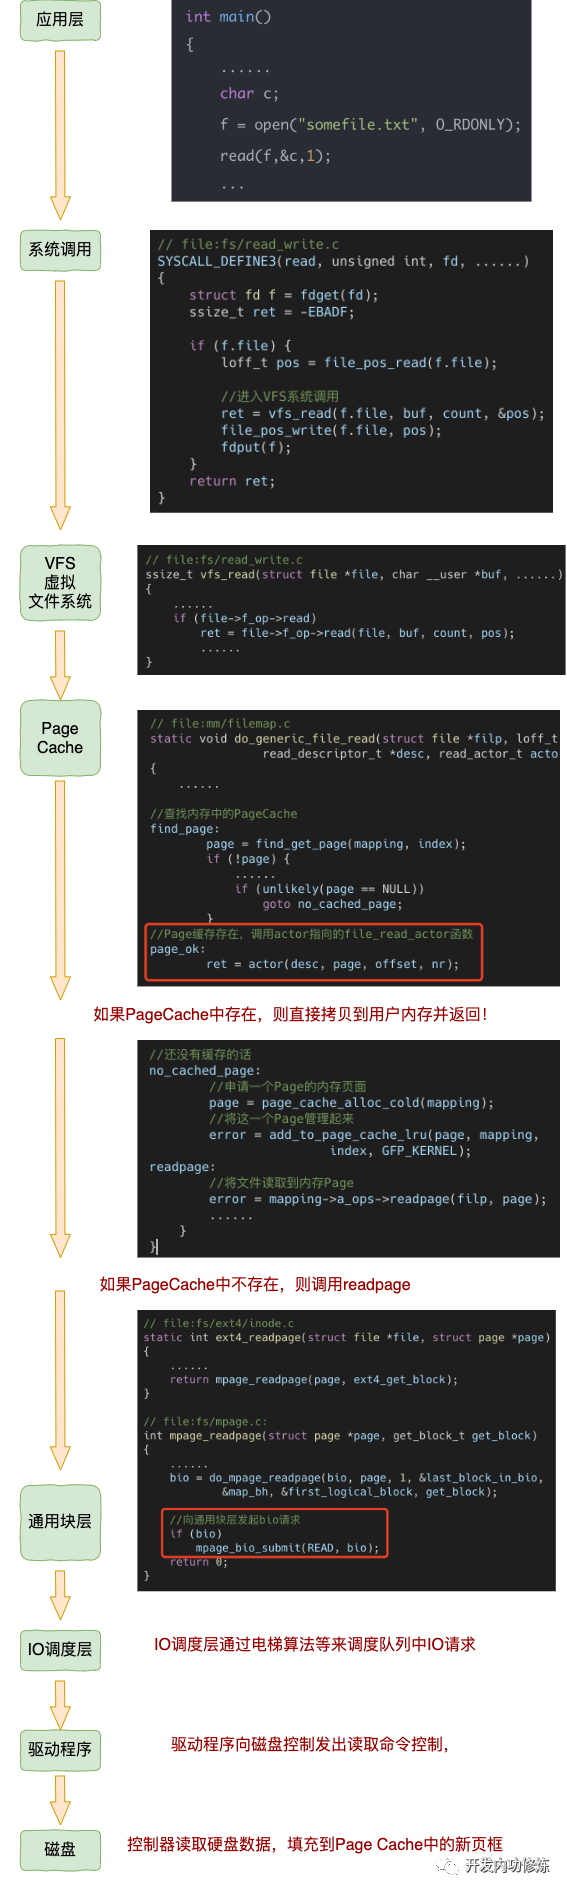 应用层
int main()
{
......
char c;
f = open("somefile.txt", O_RDONLY);
read(f,&c,1);
...
系统调用
// file:fs/read_write.c
SYSCALL_DEFINE3(read, unsigned int, fd, ......)
{
struct fd f = fdget(fd);
ssize_t ret = -EBADF;
if (f.file) {
loff_t pos = file_pos_read(f.file);
//进入VFS系统调用
ret = vfs_read(f.file, buf, count, &pos);
file_pos_write(f.file, pos);
fdput(f);
}
return ret;
}
VFS
虚拟
文件系统
// file:fs/read_write.c
ssize_t vfs_read(struct file *file, char __user *buf, ......)
{
......
if (file->f_op->read)
ret = file->f_op->read(file, buf, count, pos);
......
}
Page
Cache
// file:mm/filemap.c
static void do_generic_file_read(struct file *filp, loff_t
read_descriptor_t *desc, read_actor_t acto
{
......
//查找内存中的PageCache
find_page:
page = find_get_page(mapping, index);
if (!page) {
......
if (unlikely(page == NULL))
goto no_cached_page;
}
//Page缓存存在，调用actor指向的file_read_actor函数
page_ok:
ret = actor(desc, page, offset, nr);
如果PageCache中存在，则直接拷贝到用户内存并返回！
//还没有缓存的话
no_cached_page:
//申请一个Page的内存页面
page = page_cache_alloc_cold(mapping);
//将这一个Page管理起来
error = add_to_page_cache_lru(page, mapping,
index, GFP_KERNEL);
readpage:
//将文件读取到内存Page
error = mapping->a_ops->readpage(filp, page);
......
}
}
如果PageCache中不存在，则调用readpage
// file:fs/ext4/inode.c
static int ext4_readpage(struct file *file, struct page *page)
{
......
return mpage_readpage(page, ext4_get_block);
}
// file:fs/mpage.c:
int mpage_readpage(struct page *page, get_block_t get_block)
{
......
bio = do_mpage_readpage(bio, page, 1, &last_block_in_bio,
&map_bh, &first_logical_block, get_block);
通用块层
//向通用块层发起bio请求
if (bio)
mpage_bio_submit(READ, bio);
return 0;
}
IO调度层
IO调度层通过电梯算法等来调度队列中IO请求
驱动程序
驱动程序向磁盘控制发出读取命令控制，
磁盘
控制器读取硬盘数据，填充到Page Cache中的新页框
开发内功修炼